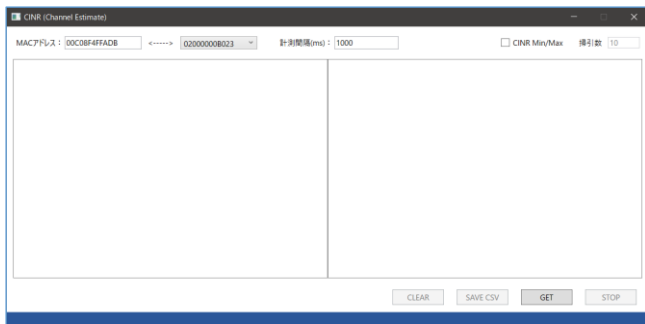 CINR (Channel Estimate)
MACアドレス： 00C08F4FFADB <-----> 02000000B023 計測間隔(ms)： 1000 CINR Min/Max 掃引数 10
CLEAR SAVE CSV GET STOP